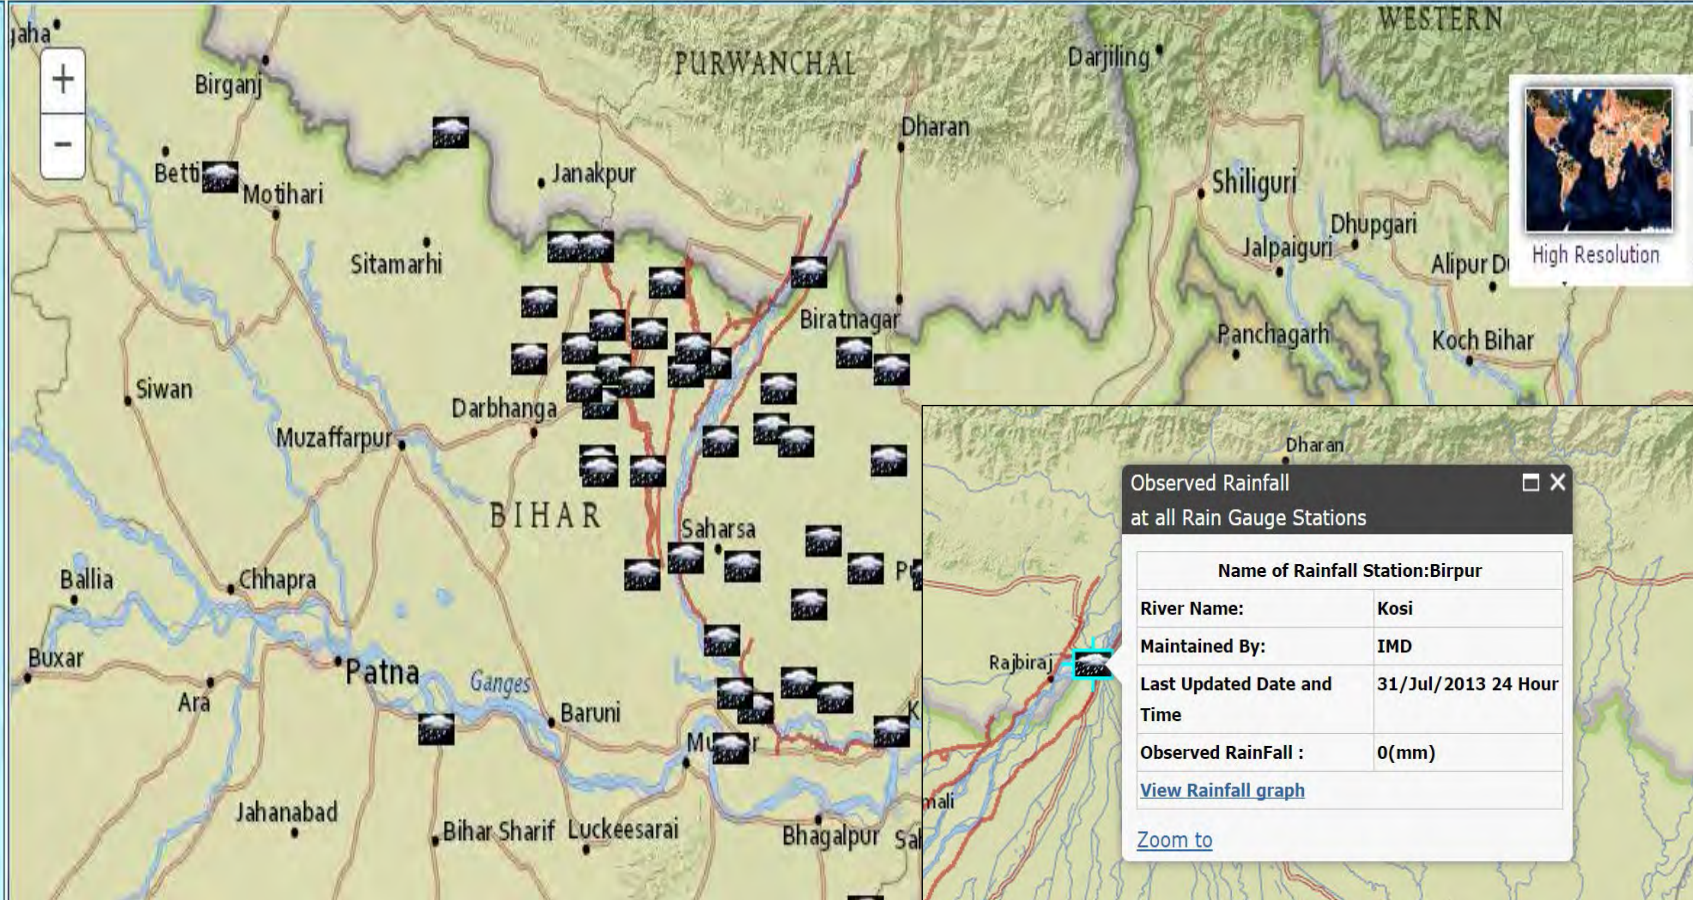 WESTERN
PURWANCHAL
Darjiling
Birganj
Dharan
Janakpur
Motihari
Shiliguri
Dhupgari
Jalpaiguri
Sitamarhi
Alipur
High Resolution
Biratnagar
Panchagarh
Koch Bihar
Siwan
Darbhanga
Muzaffarpur
BIHAR
Saharsa
Ballia
Chhapra
Buxar
Patna
Ganges
Ara
Baruni
Jahanabad
Bihar Sharif
Luckeesarai
Bhagalpur
Dharan
Rajbiraj
Observed Rainfall
at all Rain Gauge Stations
Name of Rainfall Station:Birpur
River Name: Kosi
Maintained By: IMD
Last Updated Date and Time 31/Jul/2013 24 Hour
Observed RainFall : 0(mm)
View Rainfall graph
Zoom to